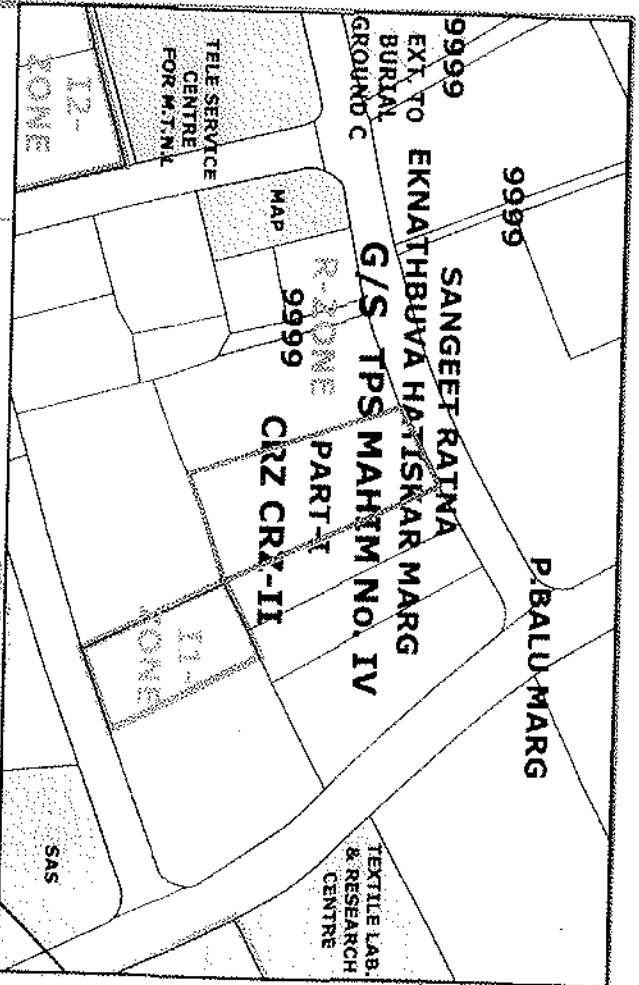 9999
EXT. TO
BURIAL
GROUND C
9999
SANGEET RATNA
EKNATHBUVA HATISKAR MARG
G/S TPS MAHIM No. IV
P-BALU MARG
TELE SERVICE
CENTRE
FOR M.T.N.L
I2-
ZONE
MAP
R-ZONE
9999
PART-I
CRZ CRZ-II
I1-
ZONE
TEXTILE LAB.
& RESEARCH
CENTRE
SAS